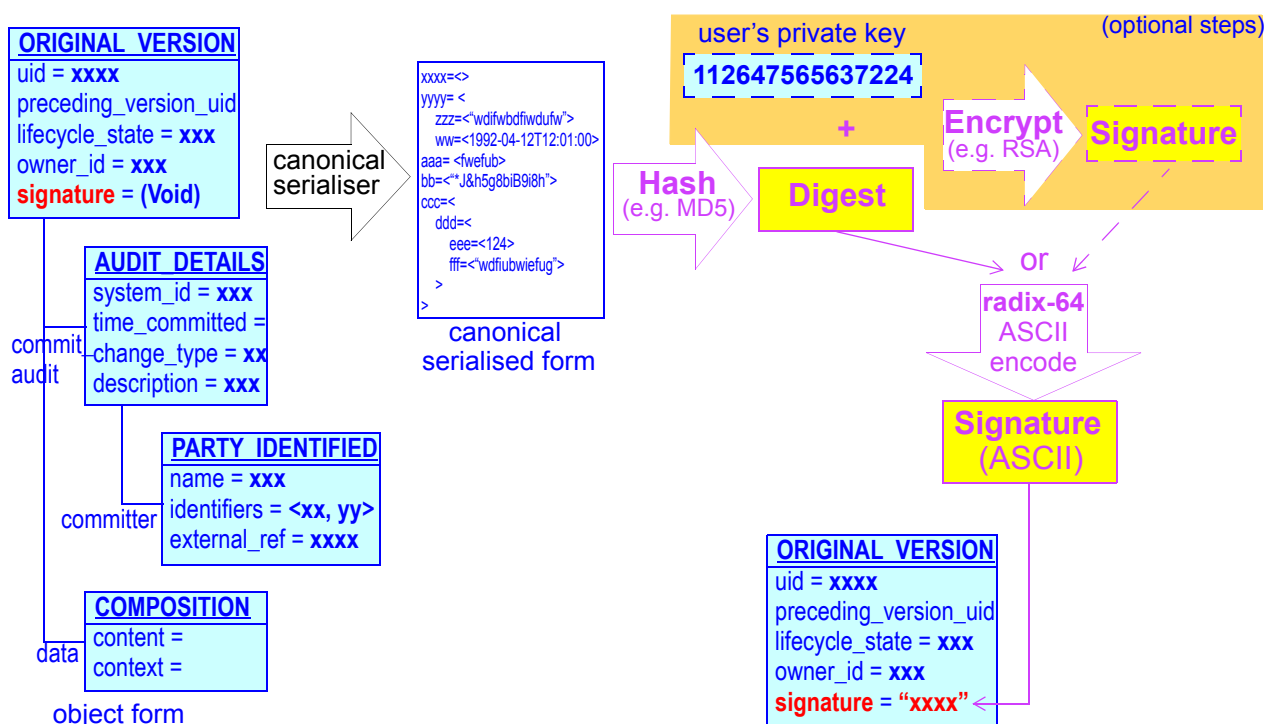 ORIGINAL_VERSION
uid = xxxx
preceding_version_uid
lifecycle_state = xxx
owner_id = xxx
signature = (Void)
AUDIT_DETAILS
system_id = xxx
time_committed =
change_type = xx
description = xxx
commit_
audit
PARTY_IDENTIFIED
name = xxx
identifiers = <xx, yy>
external_ref = xxxx
committer
COMPOSITION
content =
context =
data
object form
canonical
serialiser
xxxx=<>
yyyy= <
zzz=<“wdifwbdfiwdufw”>
ww=<1992-04-12T12:01:00>
aaa= <fwefub>
bb=<“*J&h5g8biB9i8h”>
ccc=<
ddd=<
eee=<124>
fff=<“wdfiubwiefug”>
>
>
canonical
serialised form
Hash
(e.g. MD5)
Digest
(optional steps)
user’s private key
112647565637224
+
Encrypt
(e.g. RSA)
Signature
or
radix-64
ASCII
encode
Signature
(ASCII)
ORIGINAL_VERSION
uid = xxxx
preceding_version_uid
lifecycle_state = xxx
owner_id = xxx
signature = “xxxx”